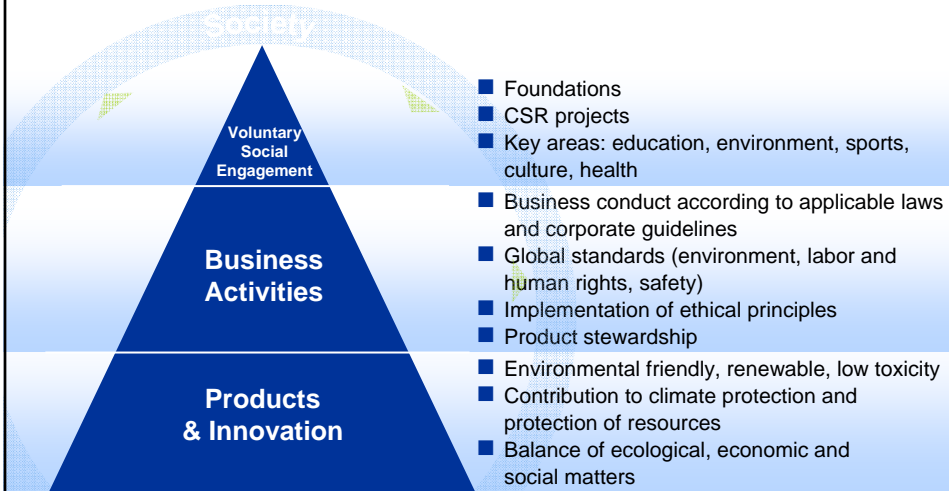 Society
Voluntary
Social
Engagement
■ Foundations
■ CSR projects
■ Key areas: education, environment, sports,
culture, health
Business
Activities
■ Business conduct according to applicable laws
and corporate guidelines
■ Global standards (environment, labor and
human rights, safety)
■ Implementation of ethical principles
■ Product stewardship
Products
& Innovation
■ Environmental friendly, renewable, low toxicity
■ Contribution to climate protection and
protection of resources
■ Balance of ecological, economic and
social matters